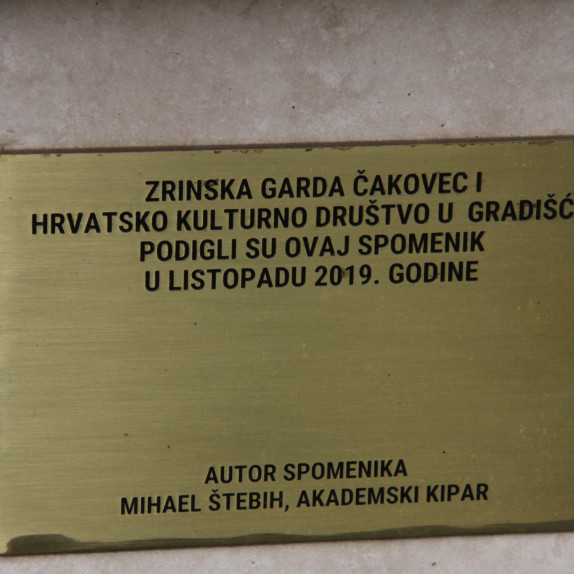 ZRINSKA GARDA ČAKOVEC I
HRVATSKO KULTURNO DRUŠTVO U GRADIŠĆ
PODIGLI SU OVAJ SPOMENIK
U LISTOPADU 2019. GODINE
AUTOR SPOMENIKA
MIHAEL ŠTEBIH, AKADEMSKI KIPAR